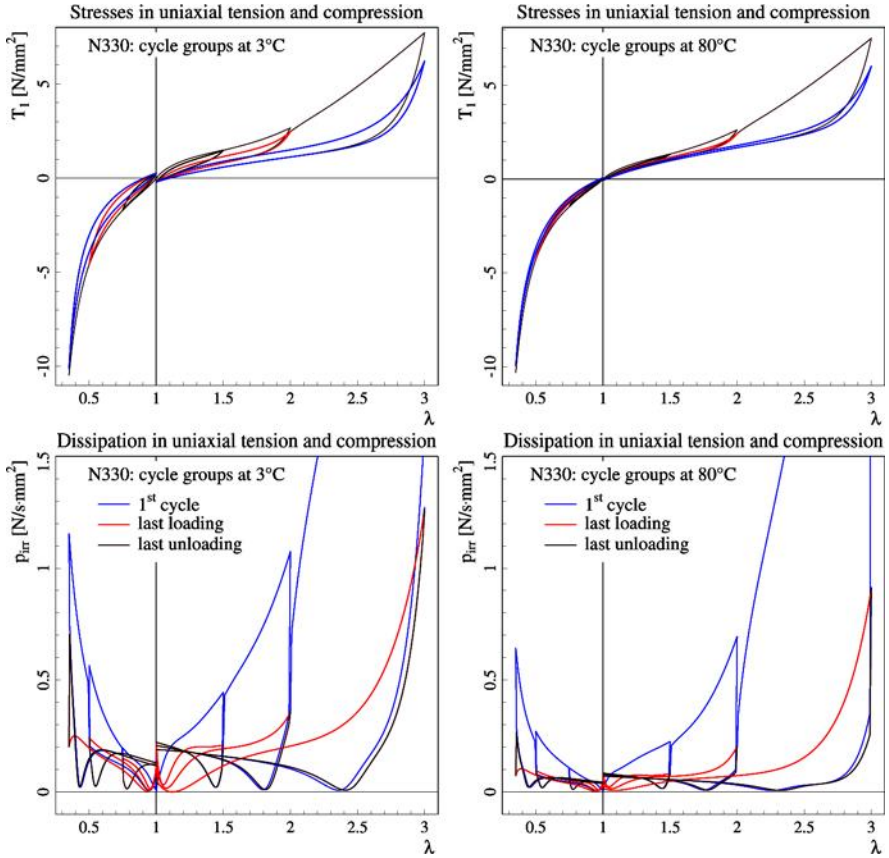 Stresses in uniaxial tension and compression
N330: cycle groups at 3°C
T₁ [N/mm²]
5
0
-5
-10
0.5 1 1.5 2 2.5 3
λ
Stresses in uniaxial tension and compression
N330: cycle groups at 80°C
T₁ [N/mm²]
5
0
-5
-10
0.5 1 1.5 2 2.5 3
λ
Dissipation in uniaxial tension and compression
N330: cycle groups at 3°C
1st cycle
last loading
last unloading
p_irr [N/s·mm²]
1.5
1
0.5
0
0.5 1 1.5 2 2.5 3
λ
Dissipation in uniaxial tension and compression
N330: cycle groups at 80°C
1st cycle
last loading
last unloading
p_irr [N/s·mm²]
1.5
1
0.5
0
0.5 1 1.5 2 2.5 3
λ